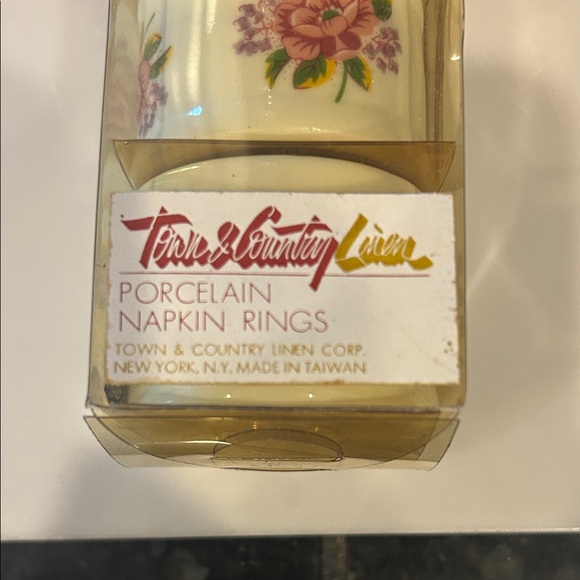 Town & Country Linen
PORCELAIN
NAPKIN RINGS
TOWN & COUNTRY LINEN CORP.
NEW YORK, N.Y. MADE IN TAIWAN